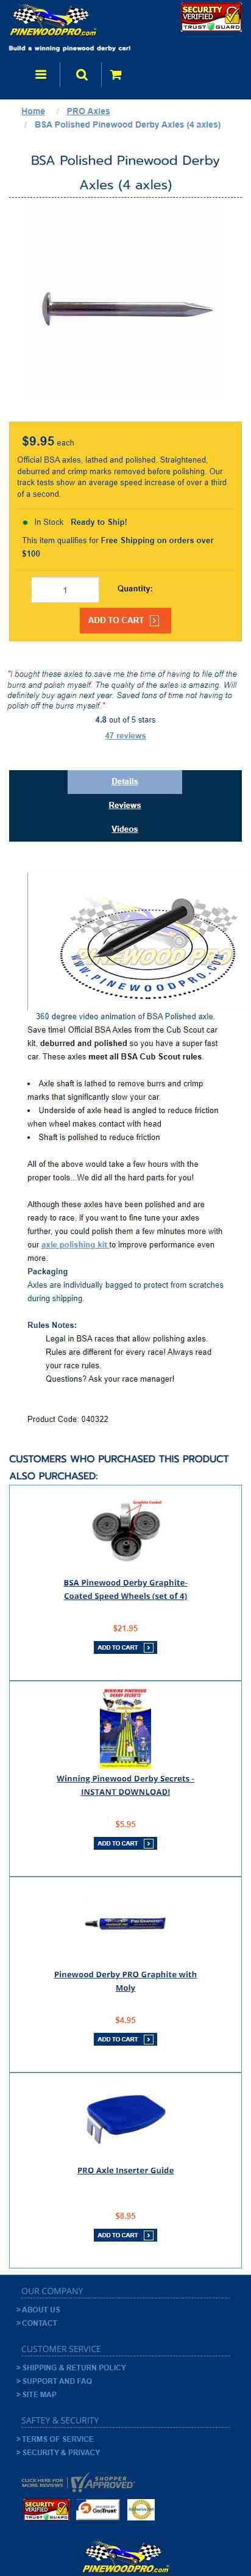 PINEWOODPRO.com
SECURITY
VERIFIED
TRUST GUARD
Build a winning pinewood derby car!
Home / PRO Axles
/ BSA Polished Pinewood Derby Axles (4 axles)
BSA Polished Pinewood Derby
Axles (4 axles)
$9.95 each
Official BSA axles, lathed and polished. Straightened,
deburred and crimp marks removed before polishing. Our
track tests show an average speed increase of over a third
of a second.
In Stock Ready to Ship!
This item qualifies for Free Shipping on orders over
$100
1 Quantity:
ADD TO CART
"I bought these axles to save me the time of having to file off the
burrs and polish myself. The quality of the axles is amazing. Will
definitely buy again next year. Saved tons of time not having to
polish off the burrs myself."
4.8 out of 5 stars
47 reviews
Details
Reviews
Videos
PINEWOOD PRO
PINEWOODPRO.COM
360 degree video animation of BSA Polished axle.
Save time! Official BSA Axles from the Cub Scout car
kit, deburred and polished so you have a super fast
car. These axles meet all BSA Cub Scout rules.
• Axle shaft is lathed to remove burrs and crimp
marks that significantly slow your car.
• Underside of axle head is angled to reduce friction
when wheel makes contact with head
• Shaft is polished to reduce friction
All of the above would take a few hours with the
proper tools...We did all the hard parts for you!
Although these axles have been polished and are
ready to race, if you want to fine tune your axles
further, you could polish them a few minutes more with
our axle polishing kit to improve performance even
more.
Packaging
Axles are individually bagged to protect from scratches
during shipping.
Rules Notes:
Legal in BSA races that allow polishing axles.
Rules are different for every race! Always read
your race rules.
Questions? Ask your race manager!
Product Code: 040322
CUSTOMERS WHO PURCHASED THIS PRODUCT
ALSO PURCHASED:
Graphite Coated
BSA Pinewood Derby Graphite-
Coated Speed Wheels (set of 4)
$21.95
ADD TO CART
WINNING PINEWOOD
DERBY SECRETS
Winning Pinewood Derby Secrets -
INSTANT DOWNLOAD!
$5.95
ADD TO CART
Pinewood Derby PRO Graphite with
Moly
$4.95
ADD TO CART
PRO Axle Inserter Guide
$8.95
ADD TO CART
OUR COMPANY
> ABOUT US
> CONTACT
CUSTOMER SERVICE
> SHIPPING & RETURN POLICY
> SUPPORT AND FAQ
> SITE MAP
SAFTEY & SECURITY
> TERMS OF SERVICE
> SECURITY & PRIVACY
CLICK HERE FOR
MORE REVIEWS
SHOPPER
APPROVED
SECURITY
VERIFIED
TRUST GUARD
GeoTrust
PINEWOODPRO.com